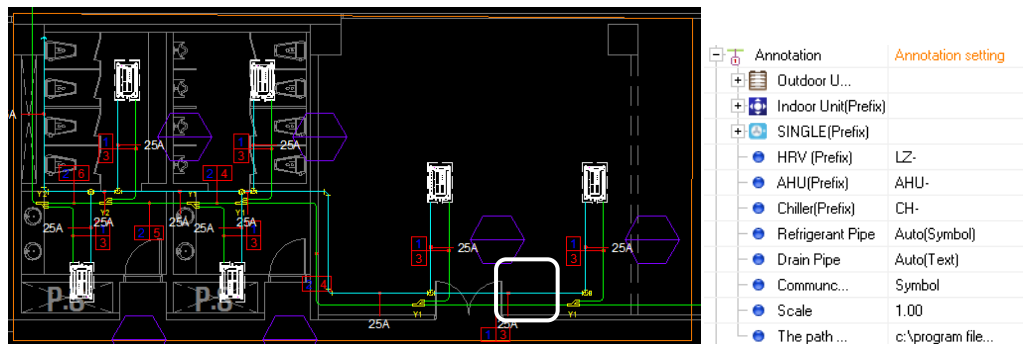 A
1
3
25A
1
3
25A
2 6
2 4
Y2
Y1
Y2
Y1
25A
25A
25A
25A
25A
3
2 5
3
1
3
25A
1
3
25A
P.S
P.S
4
Y1
Y1
25A
25A
1 3
Annotation Annotation setting
Outdoor U...
Indoor Unit(Prefix)
SINGLE(Prefix)
HRV (Prefix) LZ-
AHU(Prefix) AHU-
Chiller(Prefix) CH-
Refrigerant Pipe Auto(Symbol)
Drain Pipe Auto(Text)
Communc... Symbol
Scale 1.00
The path ... c:\program file...